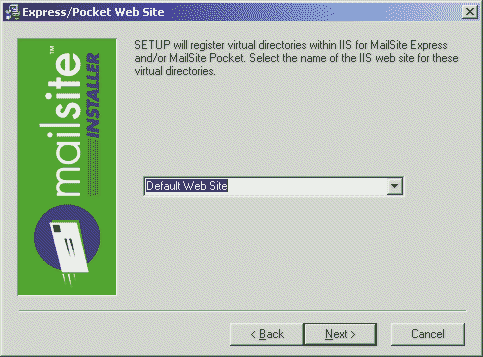 Express/Pocket Web Site
SETUP will register virtual directories within IIS for MailSite Express
and/or MailSite Pocket. Select the name of the IIS web site for these
virtual directories.
mailsite™
INSTALLER
Default Web Site
< Back
Next >
Cancel